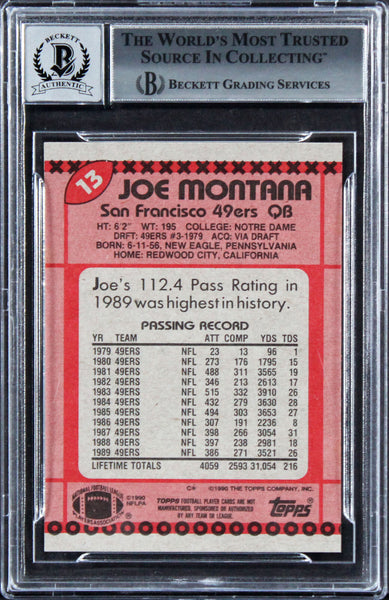 BECKETT
B
AUTHENTIC
THE WORLD'S MOST TRUSTED
SOURCE IN COLLECTING™
B BECKETT GRADING SERVICES
13
JOE MONTANA
San Francisco 49ers QB
HT: 6'2" WT: 195 COLLEGE: NOTRE DAME
DRFT: 49ERS #3-1979 ACQ: VIA DRAFT
BORN: 6-11-56, NEW EAGLE, PENNSYLVANIA
HOME: REDWOOD CITY, CALIFORNIA
Joe's 112.4 Pass Rating in
1989 was highest in history.
PASSING RECORD
YR TEAM ATT COMP YDS TDS
1979 49ERS NFL 23 13 96 1
1980 49ERS NFL 273 176 1795 15
1981 49ERS NFL 488 311 3565 19
1982 49ERS NFL 346 213 2613 17
1983 49ERS NFL 515 332 3910 26
1984 49ERS NFL 432 279 3630 28
1985 49ERS NFL 494 303 3653 27
1986 49ERS NFL 307 191 2236 8
1987 49ERS NFL 398 266 3054 31
1988 49ERS NFL 397 238 2981 18
1989 49ERS NFL 386 271 3521 26
LIFETIME TOTALS 4059 2593 31,054 216
C* ©1990 THE TOPPS COMPANY, INC.
NATIONAL FOOTBALL LEAGUE
PLAYERS ASSOCIATION
©1990
NFLPA
TOPPS FOOTBALL PLAYER CARDS ARE NOT
MANUFACTURED, SPONSORED OR AUTHORIZED
BY ANY TEAM OR LEAGUE.
TOPPS